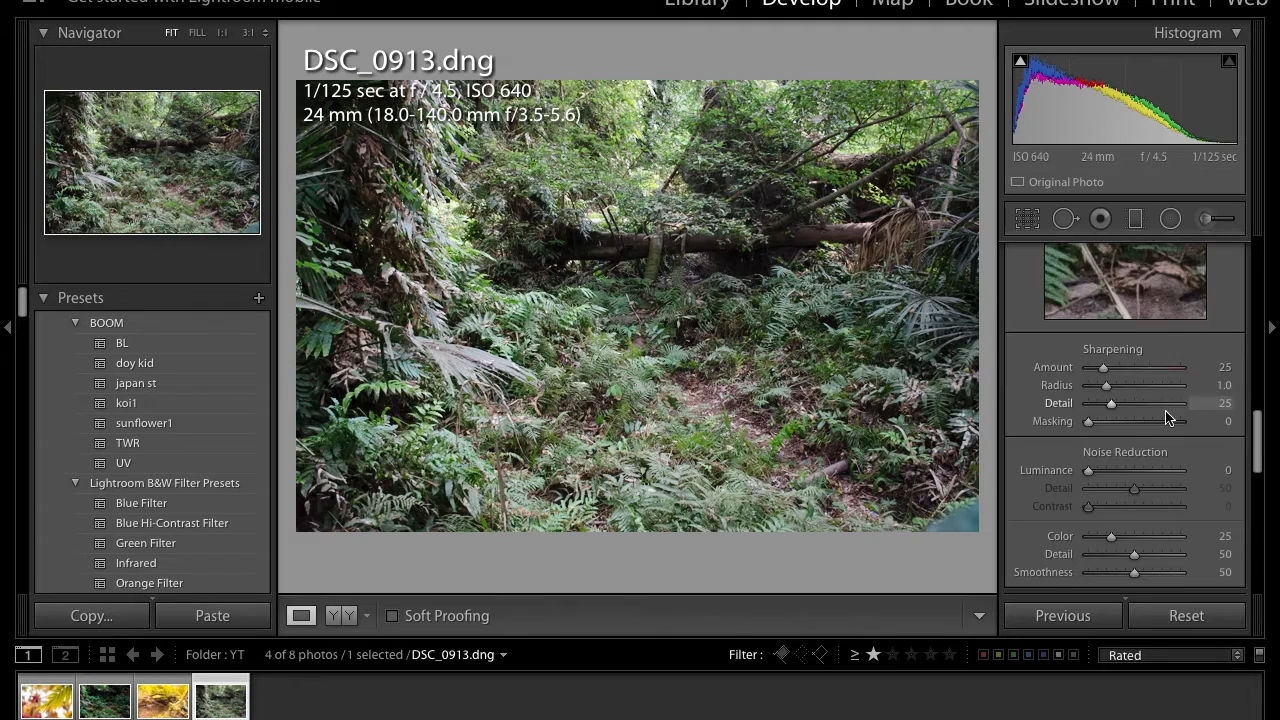 Get started with Lightroom mobile
Library | Develop | Map | Book | Slideshow | Print | Web
Navigator FIT FILL 1:1 3:1
Presets +
BOOM
BL
doy kid
japan st
koi1
sunflower1
TWR
UV
Lightroom B&W Filter Presets
Blue Filter
Blue Hi-Contrast Filter
Green Filter
Infrared
Orange Filter
Copy... Paste
DSC_0913.dng
1/125 sec at f / 4.5, ISO 640
24 mm (18.0-140.0 mm f/3.5-5.6)
YY Soft Proofing
Histogram
ISO 640 24 mm f / 4.5 1/125 sec
Original Photo
Sharpening
Amount 25
Radius 1.0
Detail 25
Masking 0
Noise Reduction
Luminance 0
Detail 50
Contrast 0
Color 25
Detail 50
Smoothness 50
Previous Reset
1 2 Folder : YT 4 of 8 photos /1 selected /DSC_0913.dng Filter : ≥ Rated